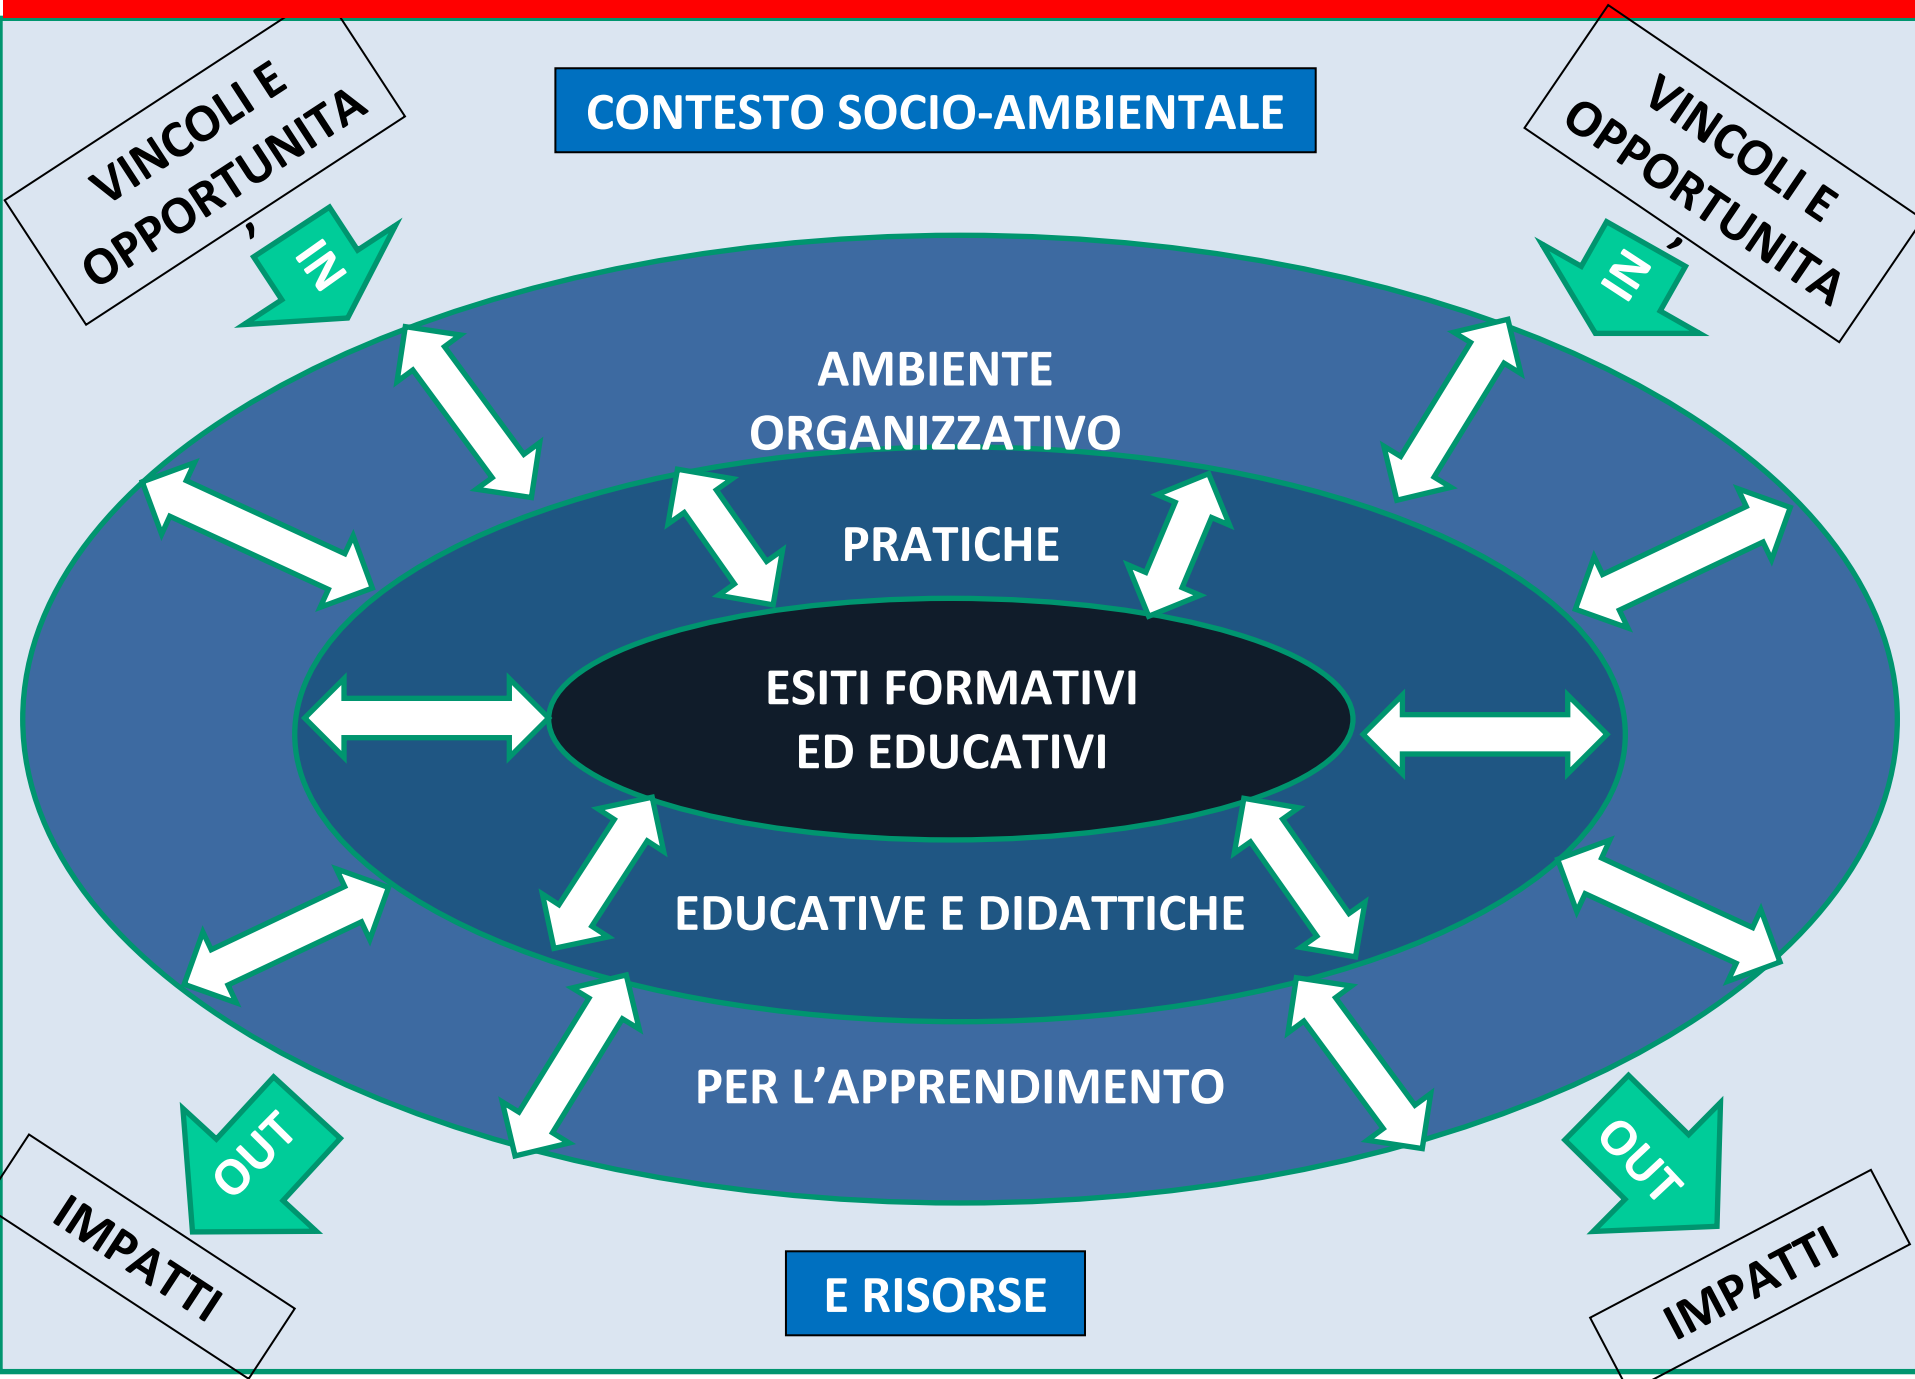 VINCOLI E
OPPORTUNITA
’
CONTESTO SOCIO-AMBIENTALE
VINCOLI E
OPPORTUNITA
’
IN
IN
AMBIENTE
ORGANIZZATIVO
PRATICHE
ESITI FORMATIVI
ED EDUCATIVI
EDUCATIVE E DIDATTICHE
PER L’APPRENDIMENTO
OUT
OUT
IMPATTI
E RISORSE
IMPATTI